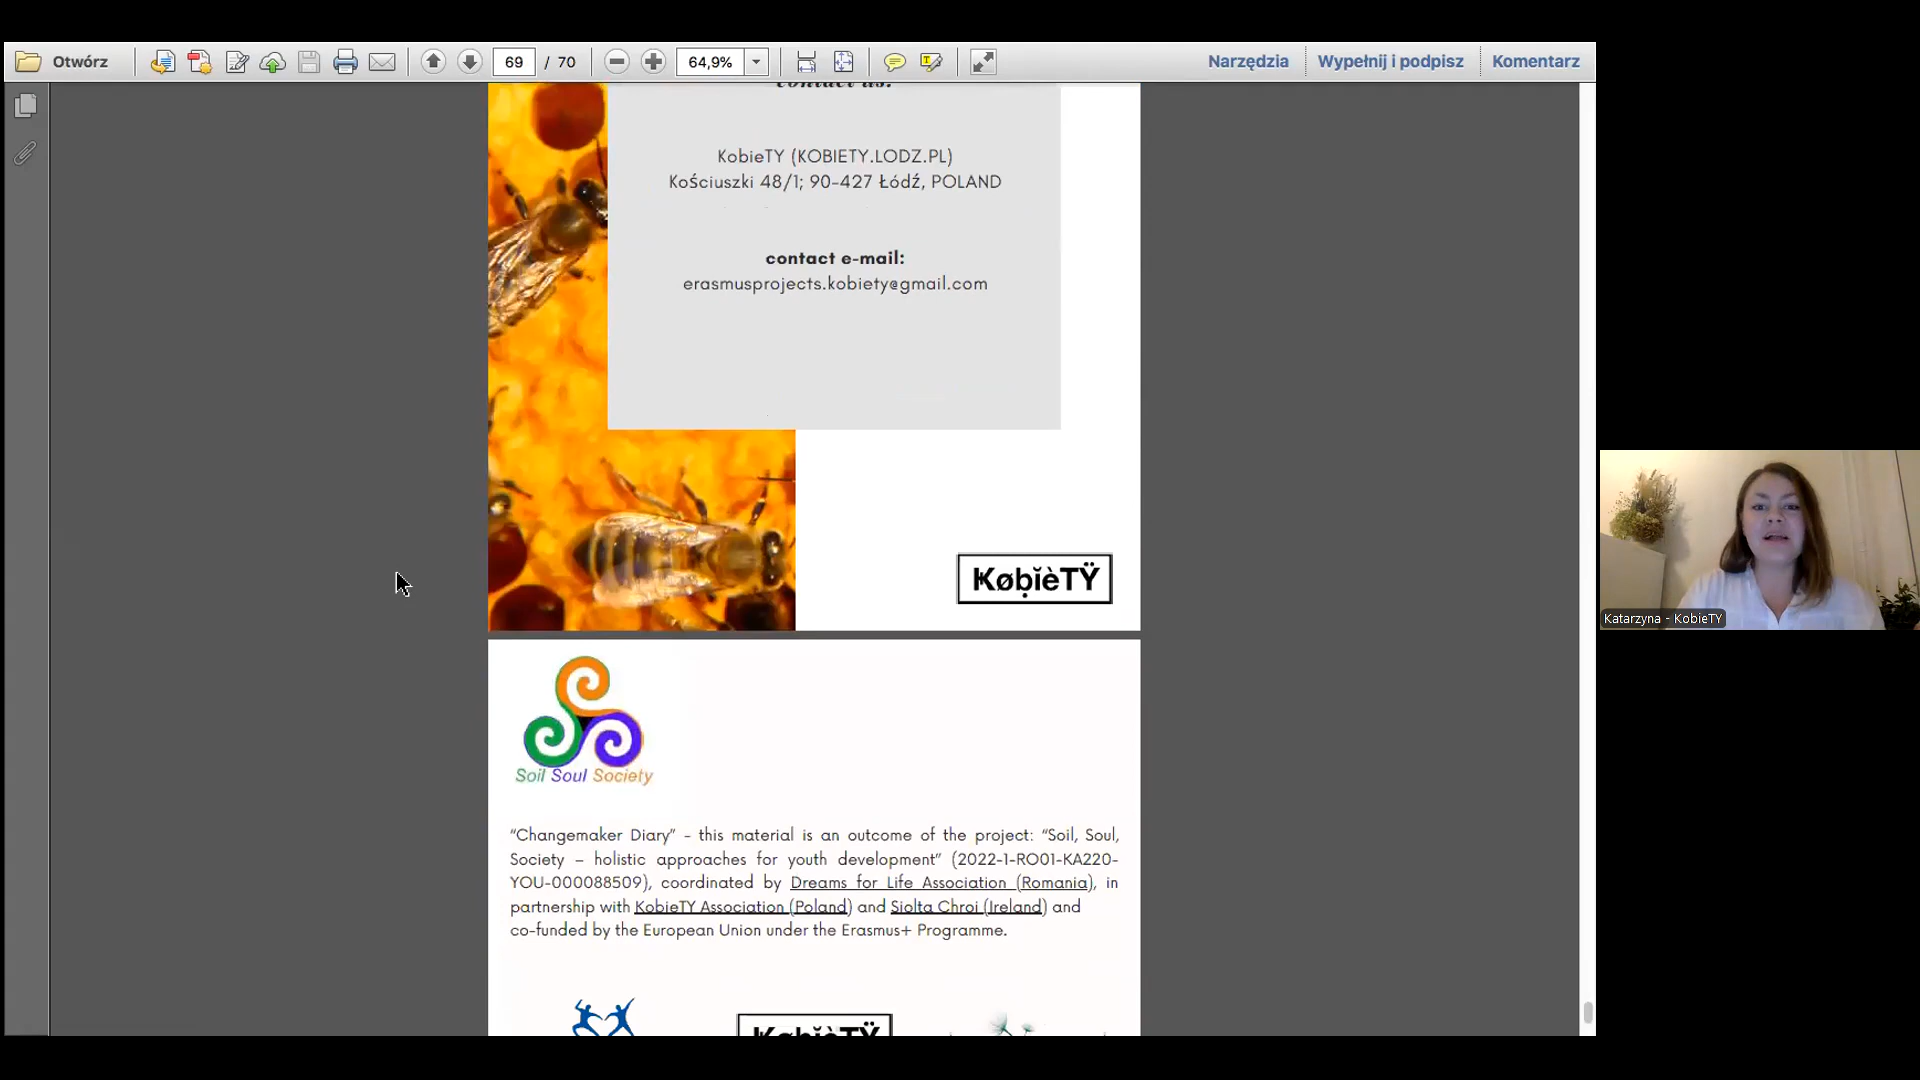 Otwórz
69 / 70
64,9%
Narzędzia
Wypełnij i podpisz
Komentarz
contact us:
KobieTY (KOBIETY.LODZ.PL)
Kościuszki 48/1; 90-427 Łódź, POLAND
contact e-mail:
erasmusprojects.kobiety@gmail.com
KøbịèTŸ
Katarzyna - KobieTY
Soil Soul Society
“Changemaker Diary” - this material is an outcome of the project: “Soil, Soul,
Society – holistic approaches for youth development” (2022-1-RO01-KA220-
YOU-000088509), coordinated by Dreams for Life Association (Romania), in
partnership with KobieTY Association (Poland) and Siolta Chroi (Ireland) and
co-funded by the European Union under the Erasmus+ Programme.
KøbịèTŸ